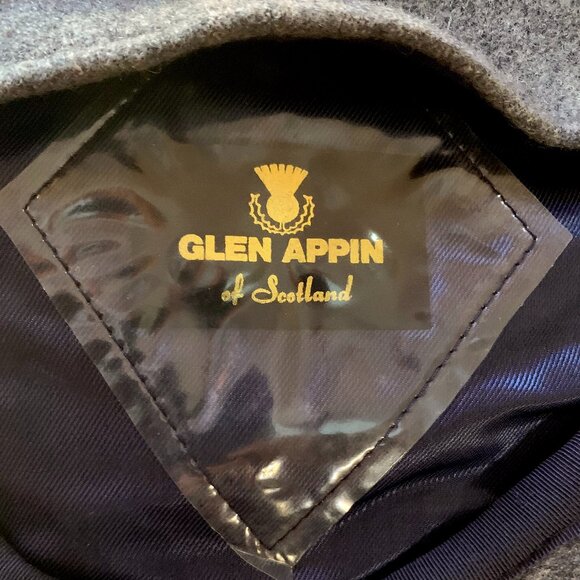 GLEN APPIN
of Scotland